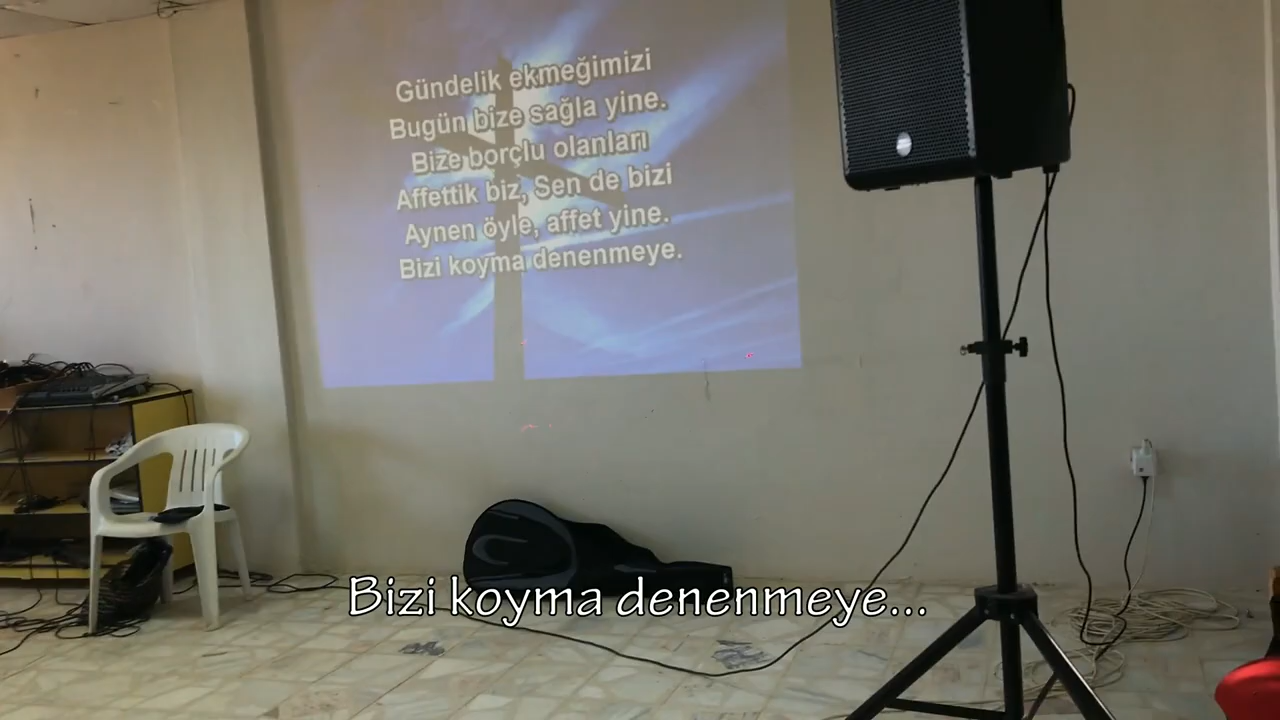 Gündelik ekmeğimizi
Bugün bize sağla yine.
Bize borçlu olanları
Affettik biz, Sen de bizi
Aynen öyle, affet yine.
Bizi koyma denenmeye.
Bizi koyma denenmeye...